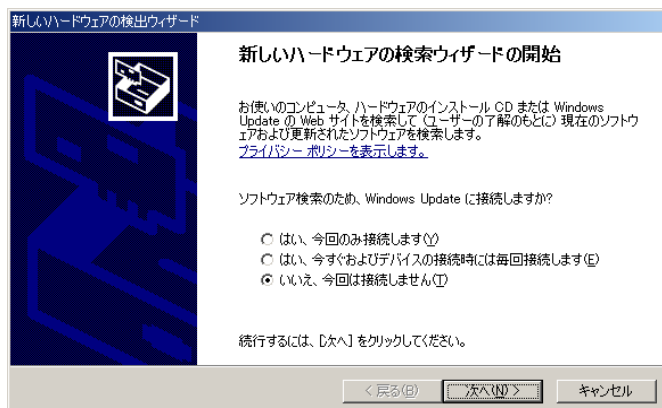 新しいハードウェアの検出ウィザード
新しいハードウェアの検索ウィザードの開始
お使いのコンピュータ、ハードウェアのインストール CD または Windows
Update の Web サイトを検索して (ユーザーの了解のもとに) 現在のソフトウ
ェアおよび更新されたソフトウェアを検索します。
プライバシー ポリシーを表示します。
ソフトウェア検索のため、Windows Update に接続しますか?
はい、今回のみ接続します(Y)
はい、今すぐおよびデバイスの接続時には毎回接続します(E)
いいえ、今回は接続しません(T)
続行するには、[次へ] をクリックしてください。
< 戻る(B)
次へ(N) >
キャンセル